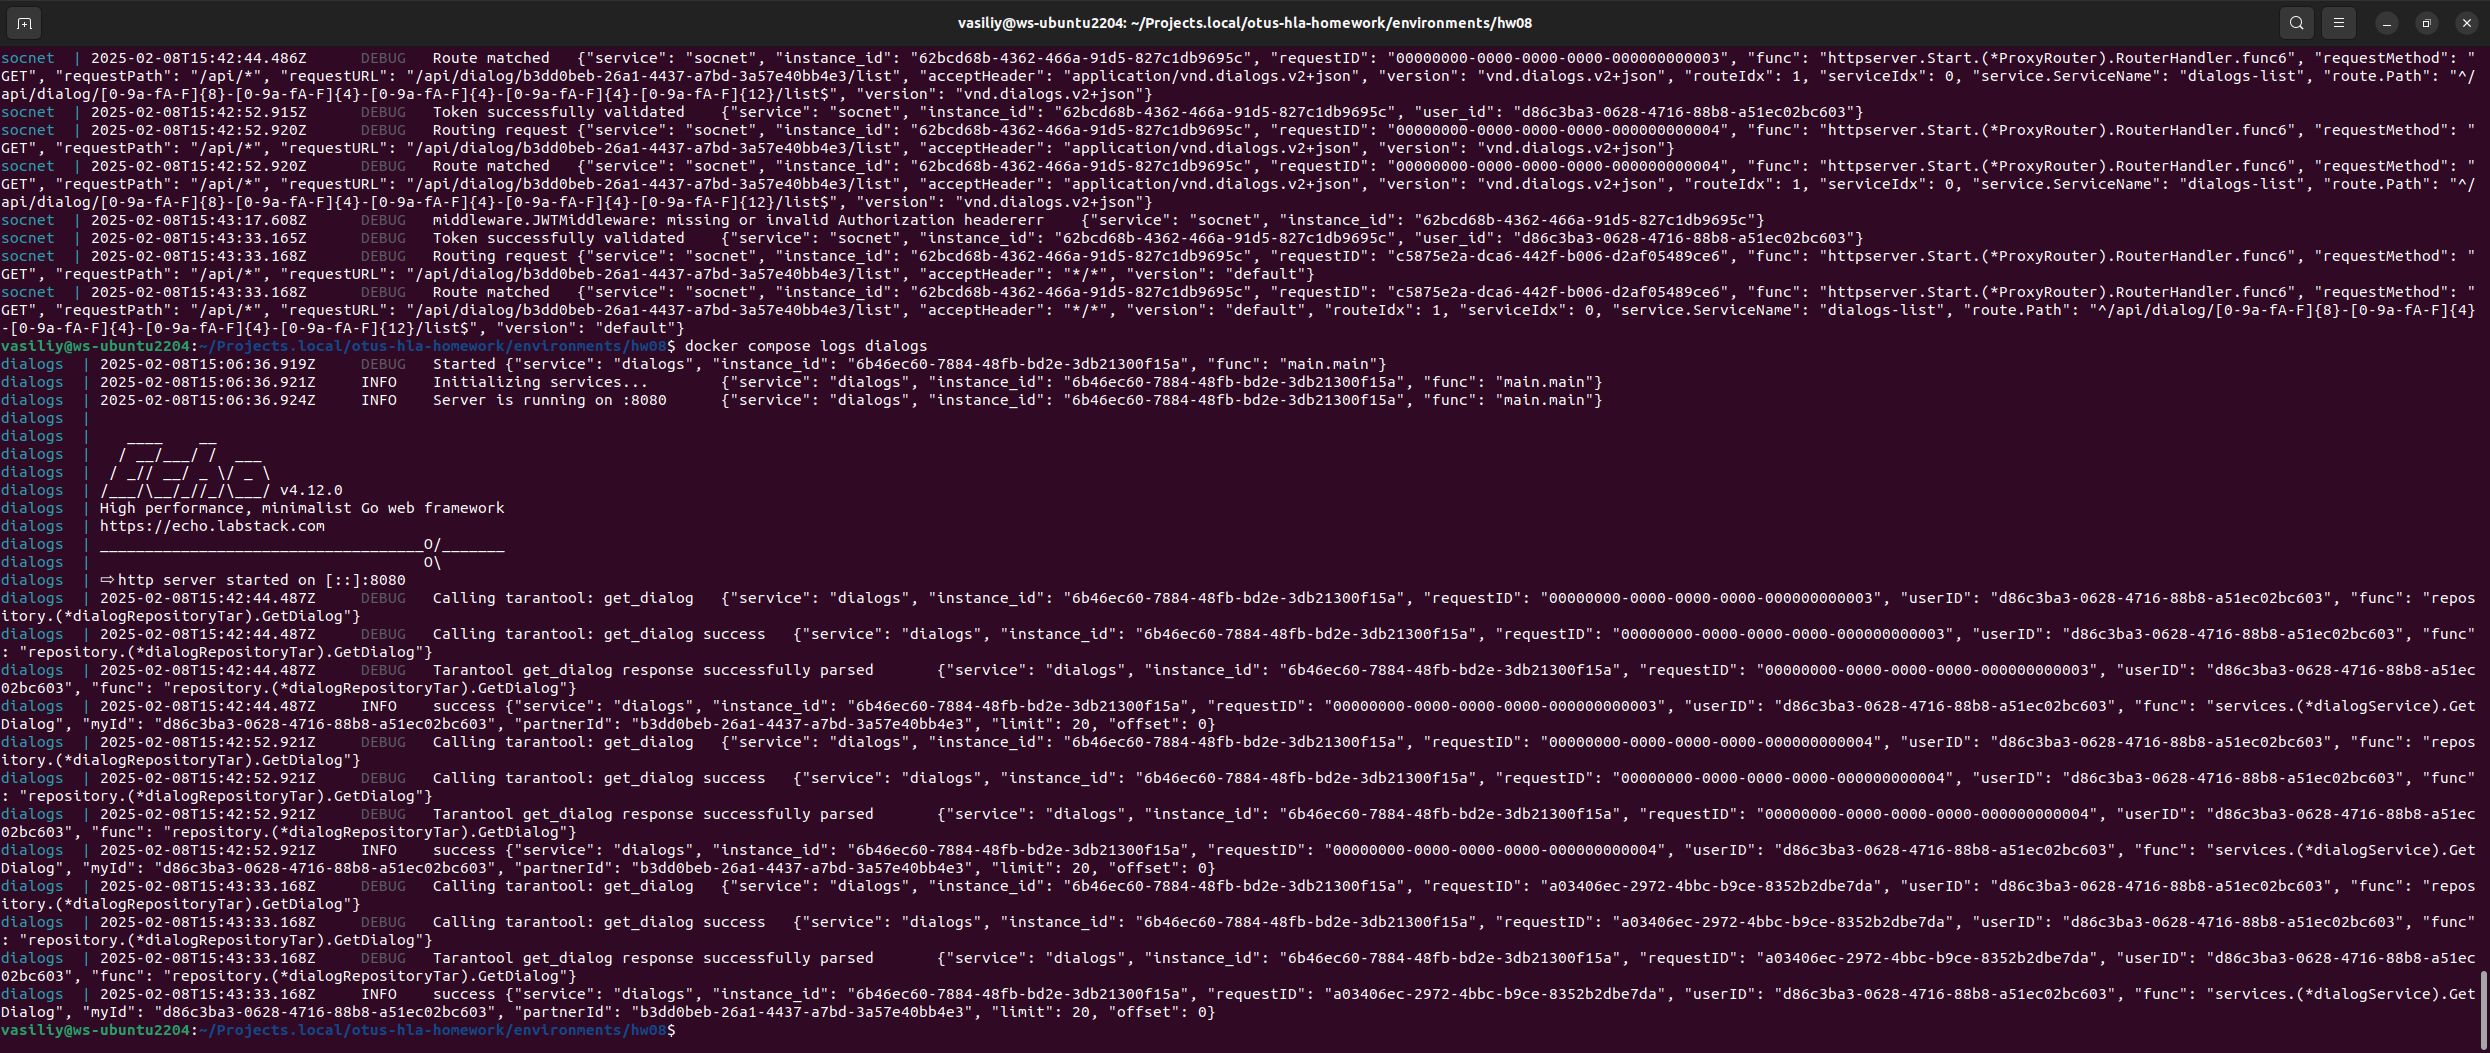 vasiliy@ws-ubuntu2204: ~/Projects.local/otus-hla-homework/environments/hw08
socnet  | 2025-02-08T15:42:44.486Z     DEBUG   Route matched   {"service": "socnet", "instance_id": "62bcd68b-4362-466a-91d5-827c1db9695c", "requestID": "00000000-0000-0000-0000-000000000003", "func": "httpserver.Start.(*ProxyRouter).RouterHandler.func6", "requestMethod": "
GET", "requestPath": "/api/*", "requestURL": "/api/dialog/b3dd0beb-26a1-4437-a7bd-3a57e40bb4e3/list", "acceptHeader": "application/vnd.dialogs.v2+json", "version": "vnd.dialogs.v2+json", "routeIdx": 1, "serviceIdx": 0, "service.ServiceName": "dialogs-list", "route.Path": "^/
api/dialog/[0-9a-fA-F]{8}-[0-9a-fA-F]{4}-[0-9a-fA-F]{4}-[0-9a-fA-F]{4}-[0-9a-fA-F]{12}/list$", "version": "vnd.dialogs.v2+json"}
socnet  | 2025-02-08T15:42:52.915Z     DEBUG   Token successfully validated    {"service": "socnet", "instance_id": "62bcd68b-4362-466a-91d5-827c1db9695c", "user_id": "d86c3ba3-0628-4716-88b8-a51ec02bc603"}
socnet  | 2025-02-08T15:42:52.920Z     DEBUG   Routing request {"service": "socnet", "instance_id": "62bcd68b-4362-466a-91d5-827c1db9695c", "requestID": "00000000-0000-0000-0000-000000000004", "func": "httpserver.Start.(*ProxyRouter).RouterHandler.func6", "requestMethod": "
GET", "requestPath": "/api/*", "requestURL": "/api/dialog/b3dd0beb-26a1-4437-a7bd-3a57e40bb4e3/list", "acceptHeader": "application/vnd.dialogs.v2+json", "version": "vnd.dialogs.v2+json"}
socnet  | 2025-02-08T15:42:52.920Z     DEBUG   Route matched   {"service": "socnet", "instance_id": "62bcd68b-4362-466a-91d5-827c1db9695c", "requestID": "00000000-0000-0000-0000-000000000004", "func": "httpserver.Start.(*ProxyRouter).RouterHandler.func6", "requestMethod": "
GET", "requestPath": "/api/*", "requestURL": "/api/dialog/b3dd0beb-26a1-4437-a7bd-3a57e40bb4e3/list", "acceptHeader": "application/vnd.dialogs.v2+json", "version": "vnd.dialogs.v2+json", "routeIdx": 1, "serviceIdx": 0, "service.ServiceName": "dialogs-list", "route.Path": "^/
api/dialog/[0-9a-fA-F]{8}-[0-9a-fA-F]{4}-[0-9a-fA-F]{4}-[0-9a-fA-F]{4}-[0-9a-fA-F]{12}/list$", "version": "vnd.dialogs.v2+json"}
socnet  | 2025-02-08T15:43:17.608Z     DEBUG   middleware.JWTMiddleware: missing or invalid Authorization headererr    {"service": "socnet", "instance_id": "62bcd68b-4362-466a-91d5-827c1db9695c"}
socnet  | 2025-02-08T15:43:33.165Z     DEBUG   Token successfully validated    {"service": "socnet", "instance_id": "62bcd68b-4362-466a-91d5-827c1db9695c", "user_id": "d86c3ba3-0628-4716-88b8-a51ec02bc603"}
socnet  | 2025-02-08T15:43:33.168Z     DEBUG   Routing request {"service": "socnet", "instance_id": "62bcd68b-4362-466a-91d5-827c1db9695c", "requestID": "c5875e2a-dca6-442f-b006-d2af05489ce6", "func": "httpserver.Start.(*ProxyRouter).RouterHandler.func6", "requestMethod": "
GET", "requestPath": "/api/*", "requestURL": "/api/dialog/b3dd0beb-26a1-4437-a7bd-3a57e40bb4e3/list", "acceptHeader": "*/*", "version": "default"}
socnet  | 2025-02-08T15:43:33.168Z     DEBUG   Route matched   {"service": "socnet", "instance_id": "62bcd68b-4362-466a-91d5-827c1db9695c", "requestID": "c5875e2a-dca6-442f-b006-d2af05489ce6", "func": "httpserver.Start.(*ProxyRouter).RouterHandler.func6", "requestMethod": "
GET", "requestPath": "/api/*", "requestURL": "/api/dialog/b3dd0beb-26a1-4437-a7bd-3a57e40bb4e3/list", "acceptHeader": "*/*", "version": "default", "routeIdx": 1, "serviceIdx": 0, "service.ServiceName": "dialogs-list", "route.Path": "^/api/dialog/[0-9a-fA-F]{8}-[0-9a-fA-F]{4}
-[0-9a-fA-F]{4}-[0-9a-fA-F]{4}-[0-9a-fA-F]{12}/list$", "version": "default"}
vasiliy@ws-ubuntu2204:~/Projects.local/otus-hla-homework/environments/hw08$ docker compose logs dialogs
dialogs  | 2025-02-08T15:06:36.919Z     DEBUG   Started {"service": "dialogs", "instance_id": "6b46ec60-7884-48fb-bd2e-3db21300f15a", "func": "main.main"}
dialogs  | 2025-02-08T15:06:36.921Z     INFO    Initializing services...        {"service": "dialogs", "instance_id": "6b46ec60-7884-48fb-bd2e-3db21300f15a", "func": "main.main"}
dialogs  | 2025-02-08T15:06:36.924Z     INFO    Server is running on :8080      {"service": "dialogs", "instance_id": "6b46ec60-7884-48fb-bd2e-3db21300f15a", "func": "main.main"}
dialogs  |
dialogs  |    ____    __
dialogs  |   / __/___/ /  ___
dialogs  |  / _// __/ _ \/ _ \
dialogs  | /___/\__/_//_/\___/ v4.12.0
dialogs  | High performance, minimalist Go web framework
dialogs  | https://echo.labstack.com
dialogs  | ____________________________________O/_______
dialogs  |                                     O\
dialogs  | ⇨ http server started on [::]:8080
dialogs  | 2025-02-08T15:42:44.487Z     DEBUG   Calling tarantool: get_dialog   {"service": "dialogs", "instance_id": "6b46ec60-7884-48fb-bd2e-3db21300f15a", "requestID": "00000000-0000-0000-0000-000000000003", "userID": "d86c3ba3-0628-4716-88b8-a51ec02bc603", "func": "repos
itory.(*dialogRepositoryTar).GetDialog"}
dialogs  | 2025-02-08T15:42:44.487Z     DEBUG   Calling tarantool: get_dialog success   {"service": "dialogs", "instance_id": "6b46ec60-7884-48fb-bd2e-3db21300f15a", "requestID": "00000000-0000-0000-0000-000000000003", "userID": "d86c3ba3-0628-4716-88b8-a51ec02bc603", "func"
: "repository.(*dialogRepositoryTar).GetDialog"}
dialogs  | 2025-02-08T15:42:44.487Z     DEBUG   Tarantool get_dialog response successfully parsed       {"service": "dialogs", "instance_id": "6b46ec60-7884-48fb-bd2e-3db21300f15a", "requestID": "00000000-0000-0000-0000-000000000003", "userID": "d86c3ba3-0628-4716-88b8-a51ec
02bc603", "func": "repository.(*dialogRepositoryTar).GetDialog"}
dialogs  | 2025-02-08T15:42:44.487Z     INFO    success {"service": "dialogs", "instance_id": "6b46ec60-7884-48fb-bd2e-3db21300f15a", "requestID": "00000000-0000-0000-0000-000000000003", "userID": "d86c3ba3-0628-4716-88b8-a51ec02bc603", "func": "services.(*dialogService).Get
Dialog", "myId": "d86c3ba3-0628-4716-88b8-a51ec02bc603", "partnerId": "b3dd0beb-26a1-4437-a7bd-3a57e40bb4e3", "limit": 20, "offset": 0}
dialogs  | 2025-02-08T15:42:52.921Z     DEBUG   Calling tarantool: get_dialog   {"service": "dialogs", "instance_id": "6b46ec60-7884-48fb-bd2e-3db21300f15a", "requestID": "00000000-0000-0000-0000-000000000004", "userID": "d86c3ba3-0628-4716-88b8-a51ec02bc603", "func": "repos
itory.(*dialogRepositoryTar).GetDialog"}
dialogs  | 2025-02-08T15:42:52.921Z     DEBUG   Calling tarantool: get_dialog success   {"service": "dialogs", "instance_id": "6b46ec60-7884-48fb-bd2e-3db21300f15a", "requestID": "00000000-0000-0000-0000-000000000004", "userID": "d86c3ba3-0628-4716-88b8-a51ec02bc603", "func"
: "repository.(*dialogRepositoryTar).GetDialog"}
dialogs  | 2025-02-08T15:42:52.921Z     DEBUG   Tarantool get_dialog response successfully parsed       {"service": "dialogs", "instance_id": "6b46ec60-7884-48fb-bd2e-3db21300f15a", "requestID": "00000000-0000-0000-0000-000000000004", "userID": "d86c3ba3-0628-4716-88b8-a51ec
02bc603", "func": "repository.(*dialogRepositoryTar).GetDialog"}
dialogs  | 2025-02-08T15:42:52.921Z     INFO    success {"service": "dialogs", "instance_id": "6b46ec60-7884-48fb-bd2e-3db21300f15a", "requestID": "00000000-0000-0000-0000-000000000004", "userID": "d86c3ba3-0628-4716-88b8-a51ec02bc603", "func": "services.(*dialogService).Get
Dialog", "myId": "d86c3ba3-0628-4716-88b8-a51ec02bc603", "partnerId": "b3dd0beb-26a1-4437-a7bd-3a57e40bb4e3", "limit": 20, "offset": 0}
dialogs  | 2025-02-08T15:43:33.168Z     DEBUG   Calling tarantool: get_dialog   {"service": "dialogs", "instance_id": "6b46ec60-7884-48fb-bd2e-3db21300f15a", "requestID": "a03406ec-2972-4bbc-b9ce-8352b2dbe7da", "userID": "d86c3ba3-0628-4716-88b8-a51ec02bc603", "func": "repos
itory.(*dialogRepositoryTar).GetDialog"}
dialogs  | 2025-02-08T15:43:33.168Z     DEBUG   Calling tarantool: get_dialog success   {"service": "dialogs", "instance_id": "6b46ec60-7884-48fb-bd2e-3db21300f15a", "requestID": "a03406ec-2972-4bbc-b9ce-8352b2dbe7da", "userID": "d86c3ba3-0628-4716-88b8-a51ec02bc603", "func"
: "repository.(*dialogRepositoryTar).GetDialog"}
dialogs  | 2025-02-08T15:43:33.168Z     DEBUG   Tarantool get_dialog response successfully parsed       {"service": "dialogs", "instance_id": "6b46ec60-7884-48fb-bd2e-3db21300f15a", "requestID": "a03406ec-2972-4bbc-b9ce-8352b2dbe7da", "userID": "d86c3ba3-0628-4716-88b8-a51ec
02bc603", "func": "repository.(*dialogRepositoryTar).GetDialog"}
dialogs  | 2025-02-08T15:43:33.168Z     INFO    success {"service": "dialogs", "instance_id": "6b46ec60-7884-48fb-bd2e-3db21300f15a", "requestID": "a03406ec-2972-4bbc-b9ce-8352b2dbe7da", "userID": "d86c3ba3-0628-4716-88b8-a51ec02bc603", "func": "services.(*dialogService).Get
Dialog", "myId": "d86c3ba3-0628-4716-88b8-a51ec02bc603", "partnerId": "b3dd0beb-26a1-4437-a7bd-3a57e40bb4e3", "limit": 20, "offset": 0}
vasiliy@ws-ubuntu2204:~/Projects.local/otus-hla-homework/environments/hw08$